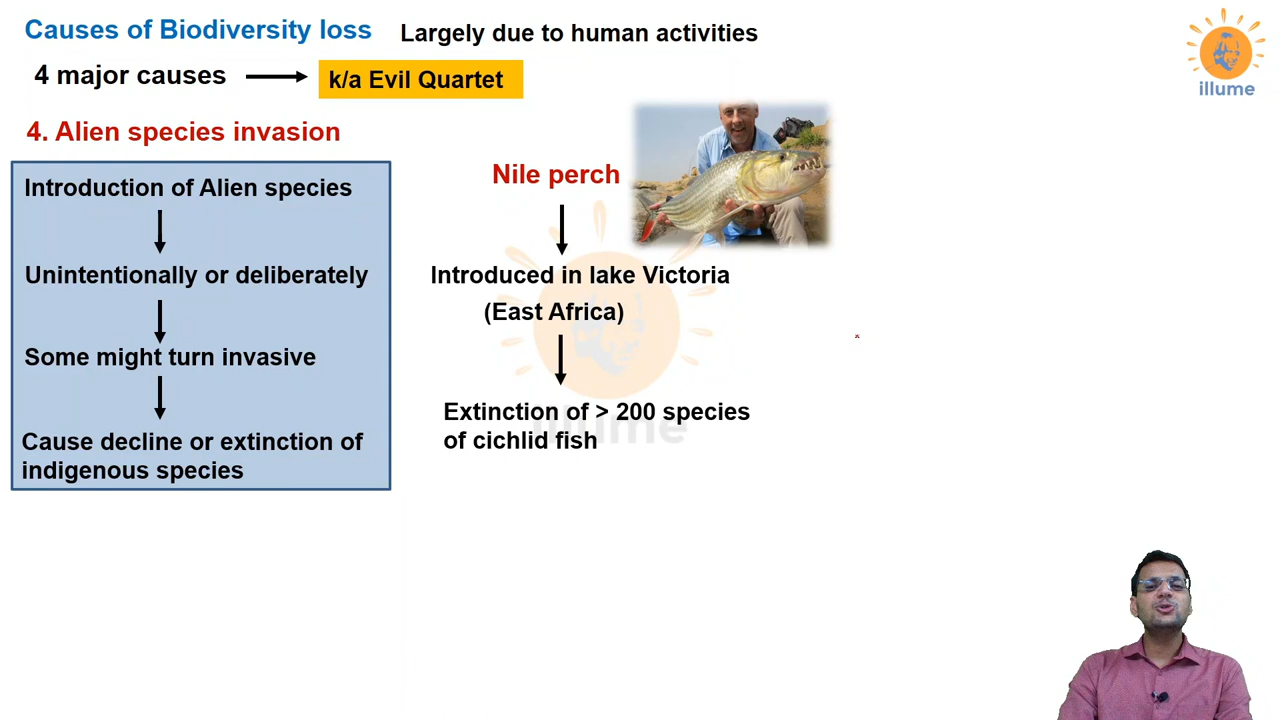 Causes of Biodiversity loss
Largely due to human activities
4 major causes
k/a Evil Quartet
illume
4. Alien species invasion
Introduction of Alien species
Unintentionally or deliberately
Some might turn invasive
Cause decline or extinction of
indigenous species
Nile perch
Introduced in lake Victoria
(East Africa)
Extinction of > 200 species
of cichlid fish
illume